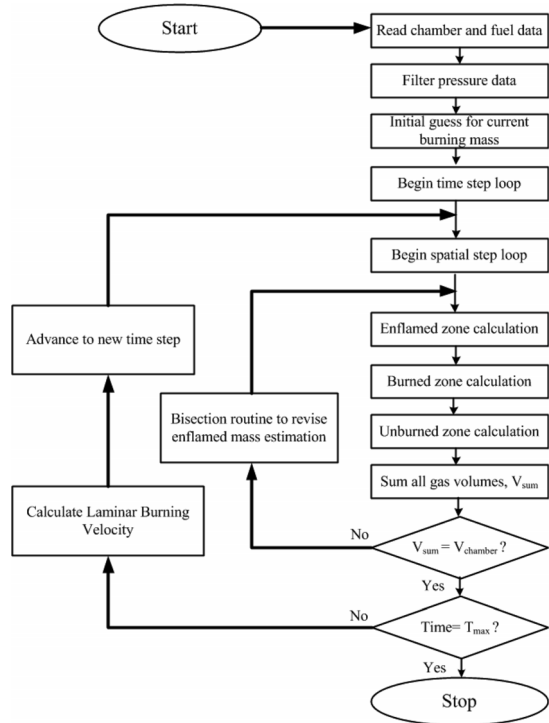 Start
Read chamber and fuel data
Filter pressure data
Initial guess for current
burning mass
Begin time step loop
Begin spatial step loop
Advance to new time step
Enflamed zone calculation
Burned zone calculation
Bisection routine to revise
enflamed mass estimation
Unburned zone calculation
Sum all gas volumes, Vsum
Calculate Laminar Burning
Velocity
No
Vsum = Vchamber ?
Yes
No
Time= Tmax ?
Yes
Stop